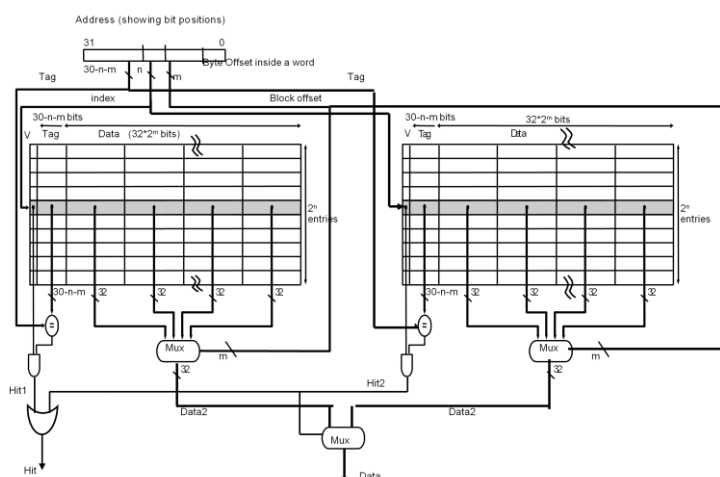 Address (showing bit positions)
31 0
30-n-m n m Byte Offset inside a word
Tag Tag
index Block offset
30-n-m bits 30-n-m bits 32*2ᵐ bits
V Tag Data (32*2ᵐ bits) V Tag Data
2ⁿ entries 2ⁿ entries
30-n-m 32 32 32 32 30-n-m 32 32 32 32
= =
Mux m Mux m
32 32
Hit1 Hit2
Data2 Data2
Mux
Hit Data